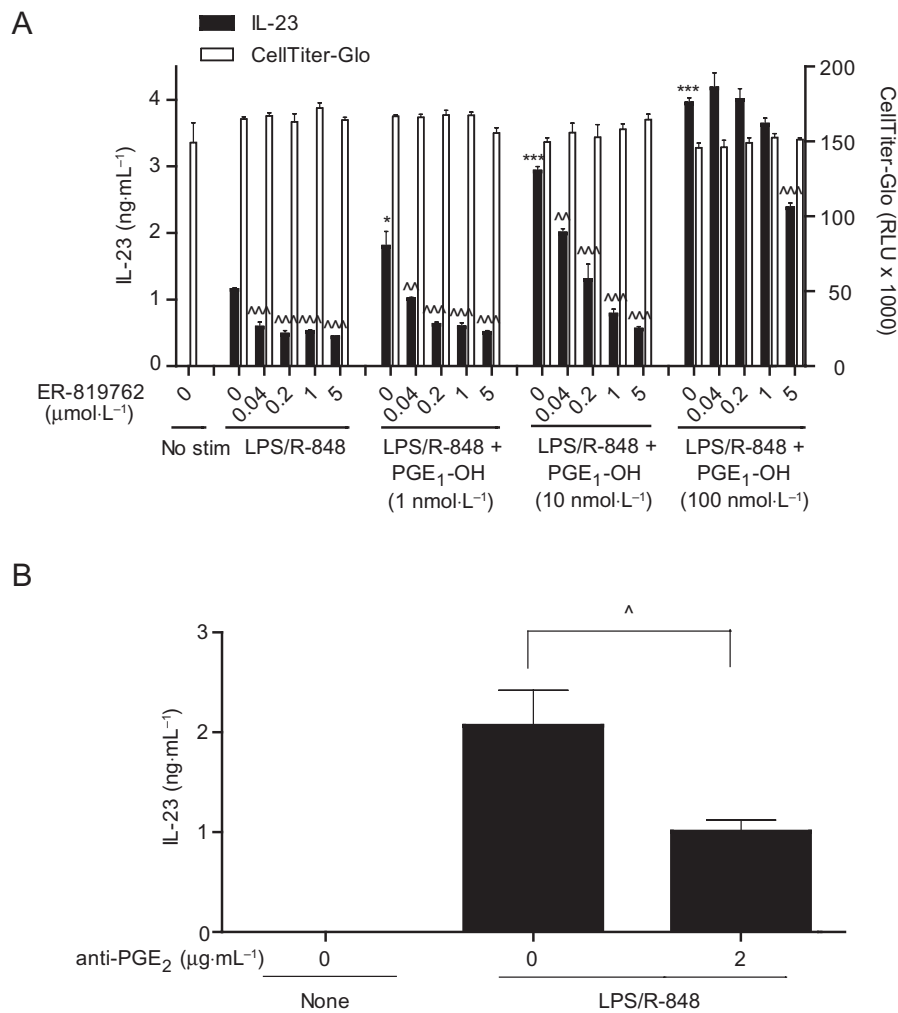 A
IL-23
CellTiter-Glo
IL-23 (ng·mL⁻¹)
4
3
2
1
0
200
150
100
50
0
CellTiter-Glo (RLU x 1000)
*** 
^^^ ^^^ ^^^ ^^^
* ^^ ^^^ ^^^ ^^^
*** ^^ ^^^ ^^^ ^^^
^^^
ER-819762 (μmol·L⁻¹)
0 0 0.04 0.2 1 5 0 0.04 0.2 1 5 0 0.04 0.2 1 5 0 0.04 0.2 1 5
No stim
LPS/R-848
LPS/R-848 +
PGE₁-OH
(1 nmol·L⁻¹)
LPS/R-848 +
PGE₁-OH
(10 nmol·L⁻¹)
LPS/R-848 +
PGE₁-OH
(100 nmol·L⁻¹)
B
IL-23 (ng·mL⁻¹)
3
2
1
0
^
anti-PGE₂ (μg·mL⁻¹) 0 0 2
None LPS/R-848